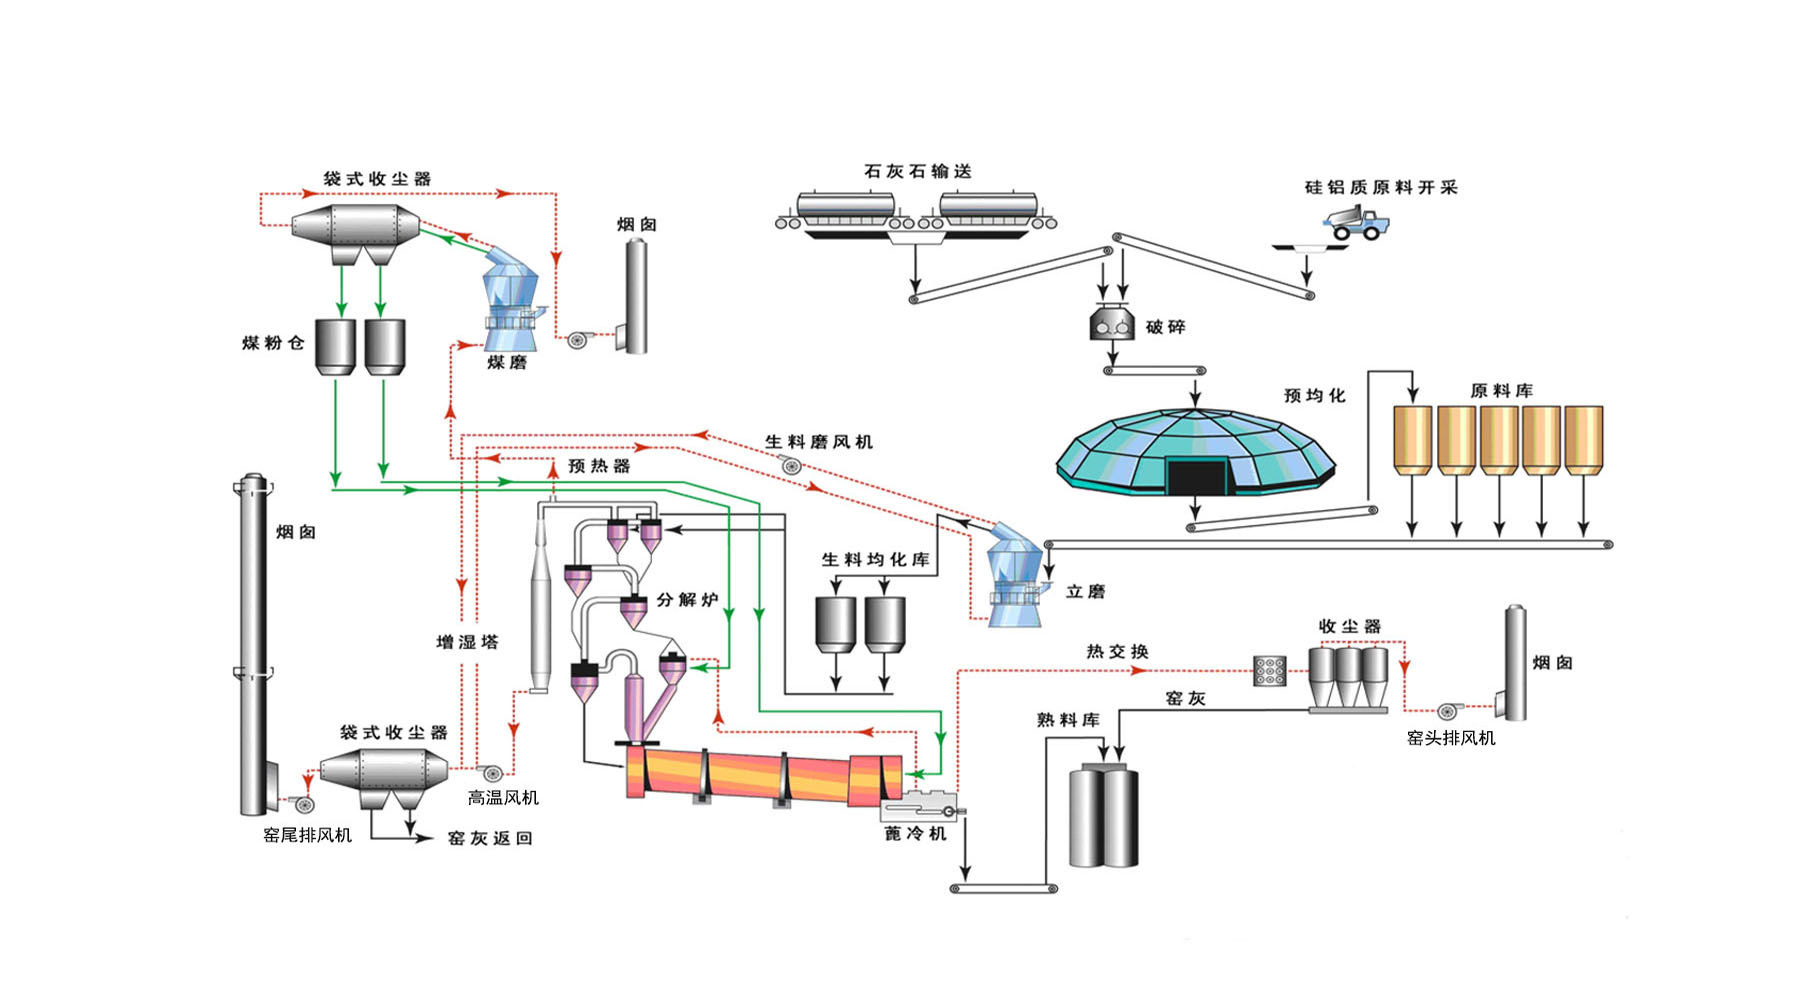 石灰石输送
袋式收尘器
硅铝质原料开采
烟囱
破碎
煤粉仓
煤磨
原料库
预均化
生料磨风机
预热器
烟囱
生料均化库
立磨
分解炉
收尘器
增湿塔
热交换
烟囱
窑灰
熟料库
袋式收尘器
窑头排风机
高温风机
窑尾排风机
窑灰返回
蓖冷机